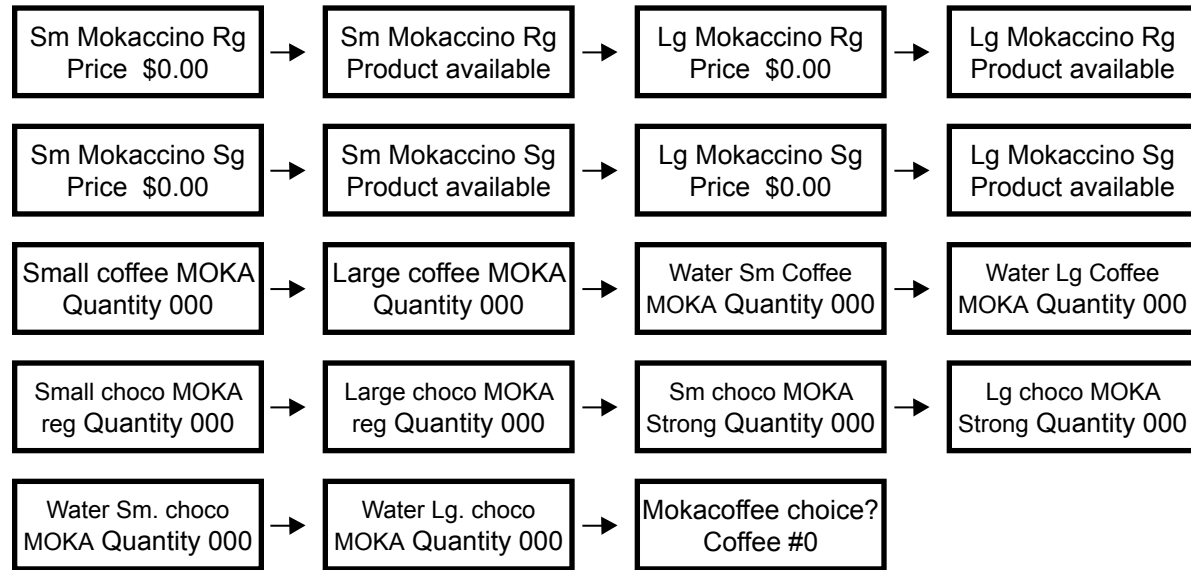 Sm Mokaccino Rg
Price $0.00
Sm Mokaccino Rg
Product available
Lg Mokaccino Rg
Price $0.00
Lg Mokaccino Rg
Product available
Sm Mokaccino Sg
Price $0.00
Sm Mokaccino Sg
Product available
Lg Mokaccino Sg
Price $0.00
Lg Mokaccino Sg
Product available
Small coffee MOKA
Quantity 000
Large coffee MOKA
Quantity 000
Water Sm Coffee
MOKA Quantity 000
Water Lg Coffee
MOKA Quantity 000
Small choco MOKA
reg Quantity 000
Large choco MOKA
reg Quantity 000
Sm choco MOKA
Strong Quantity 000
Lg choco MOKA
Strong Quantity 000
Water Sm. choco
MOKA Quantity 000
Water Lg. choco
MOKA Quantity 000
Mokacoffee choice?
Coffee #0